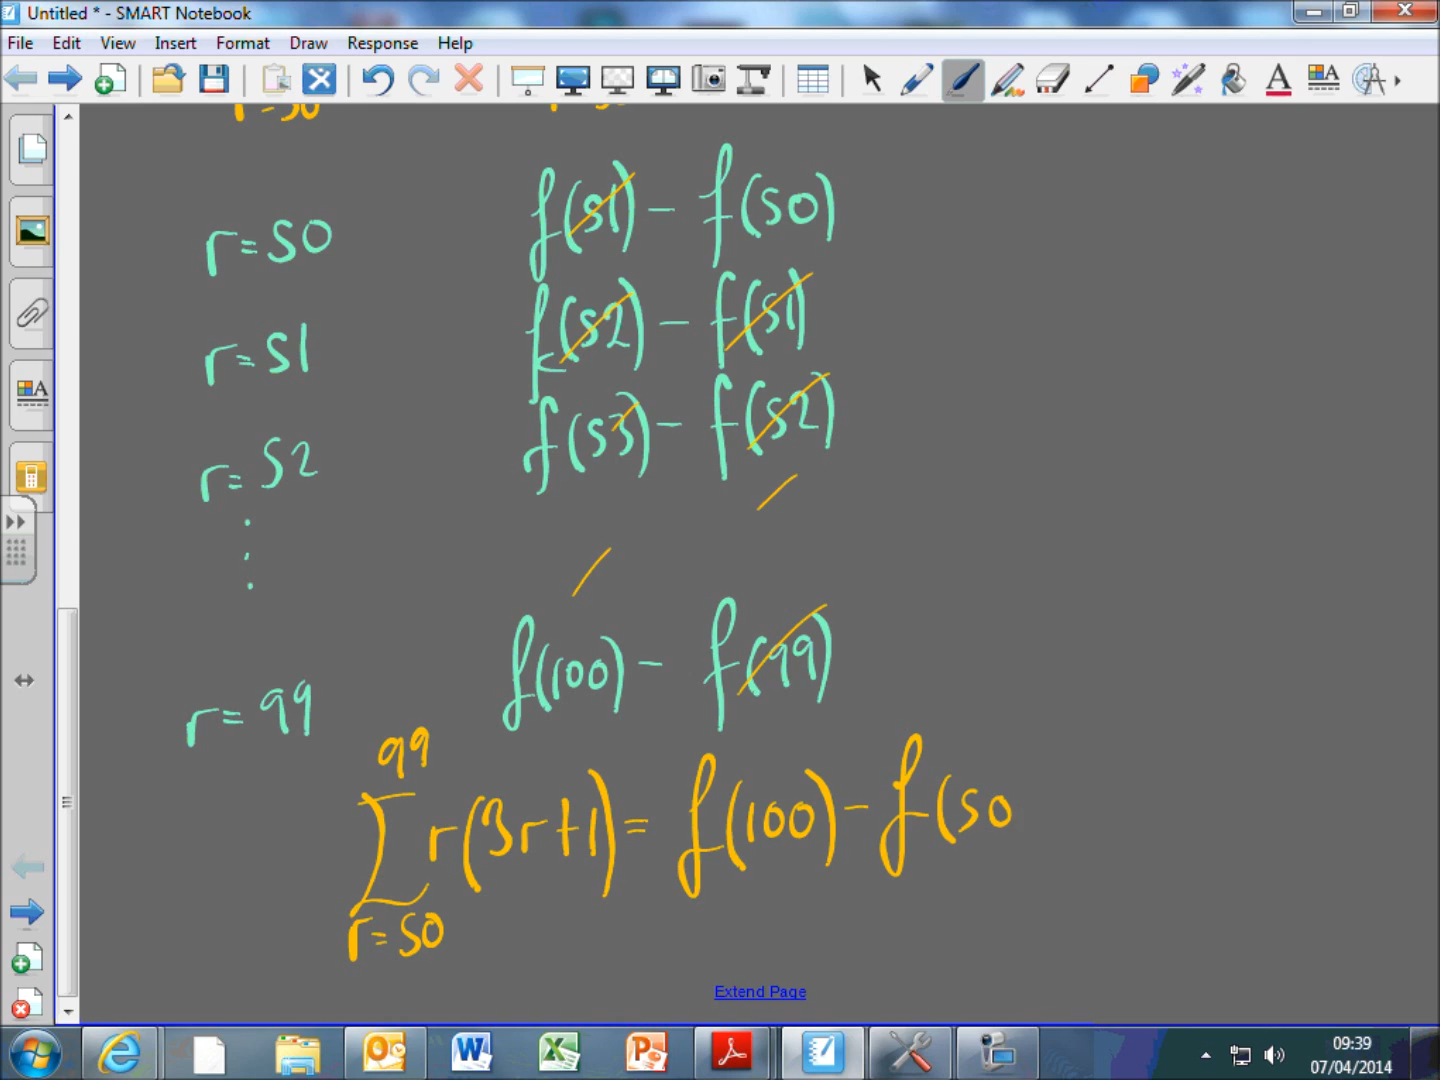 Untitled * - SMART Notebook
File Edit View Insert Format Draw Response Help
r=50 f(51) - f(50)
r=51 f(52) - f(51)
r=52 f(53) - f(52)
⋮
r=99 f(100) - f(99)
99
∑ r(3r+1) = f(100) - f(50
r=50
Extend Page
09:39
07/04/2014